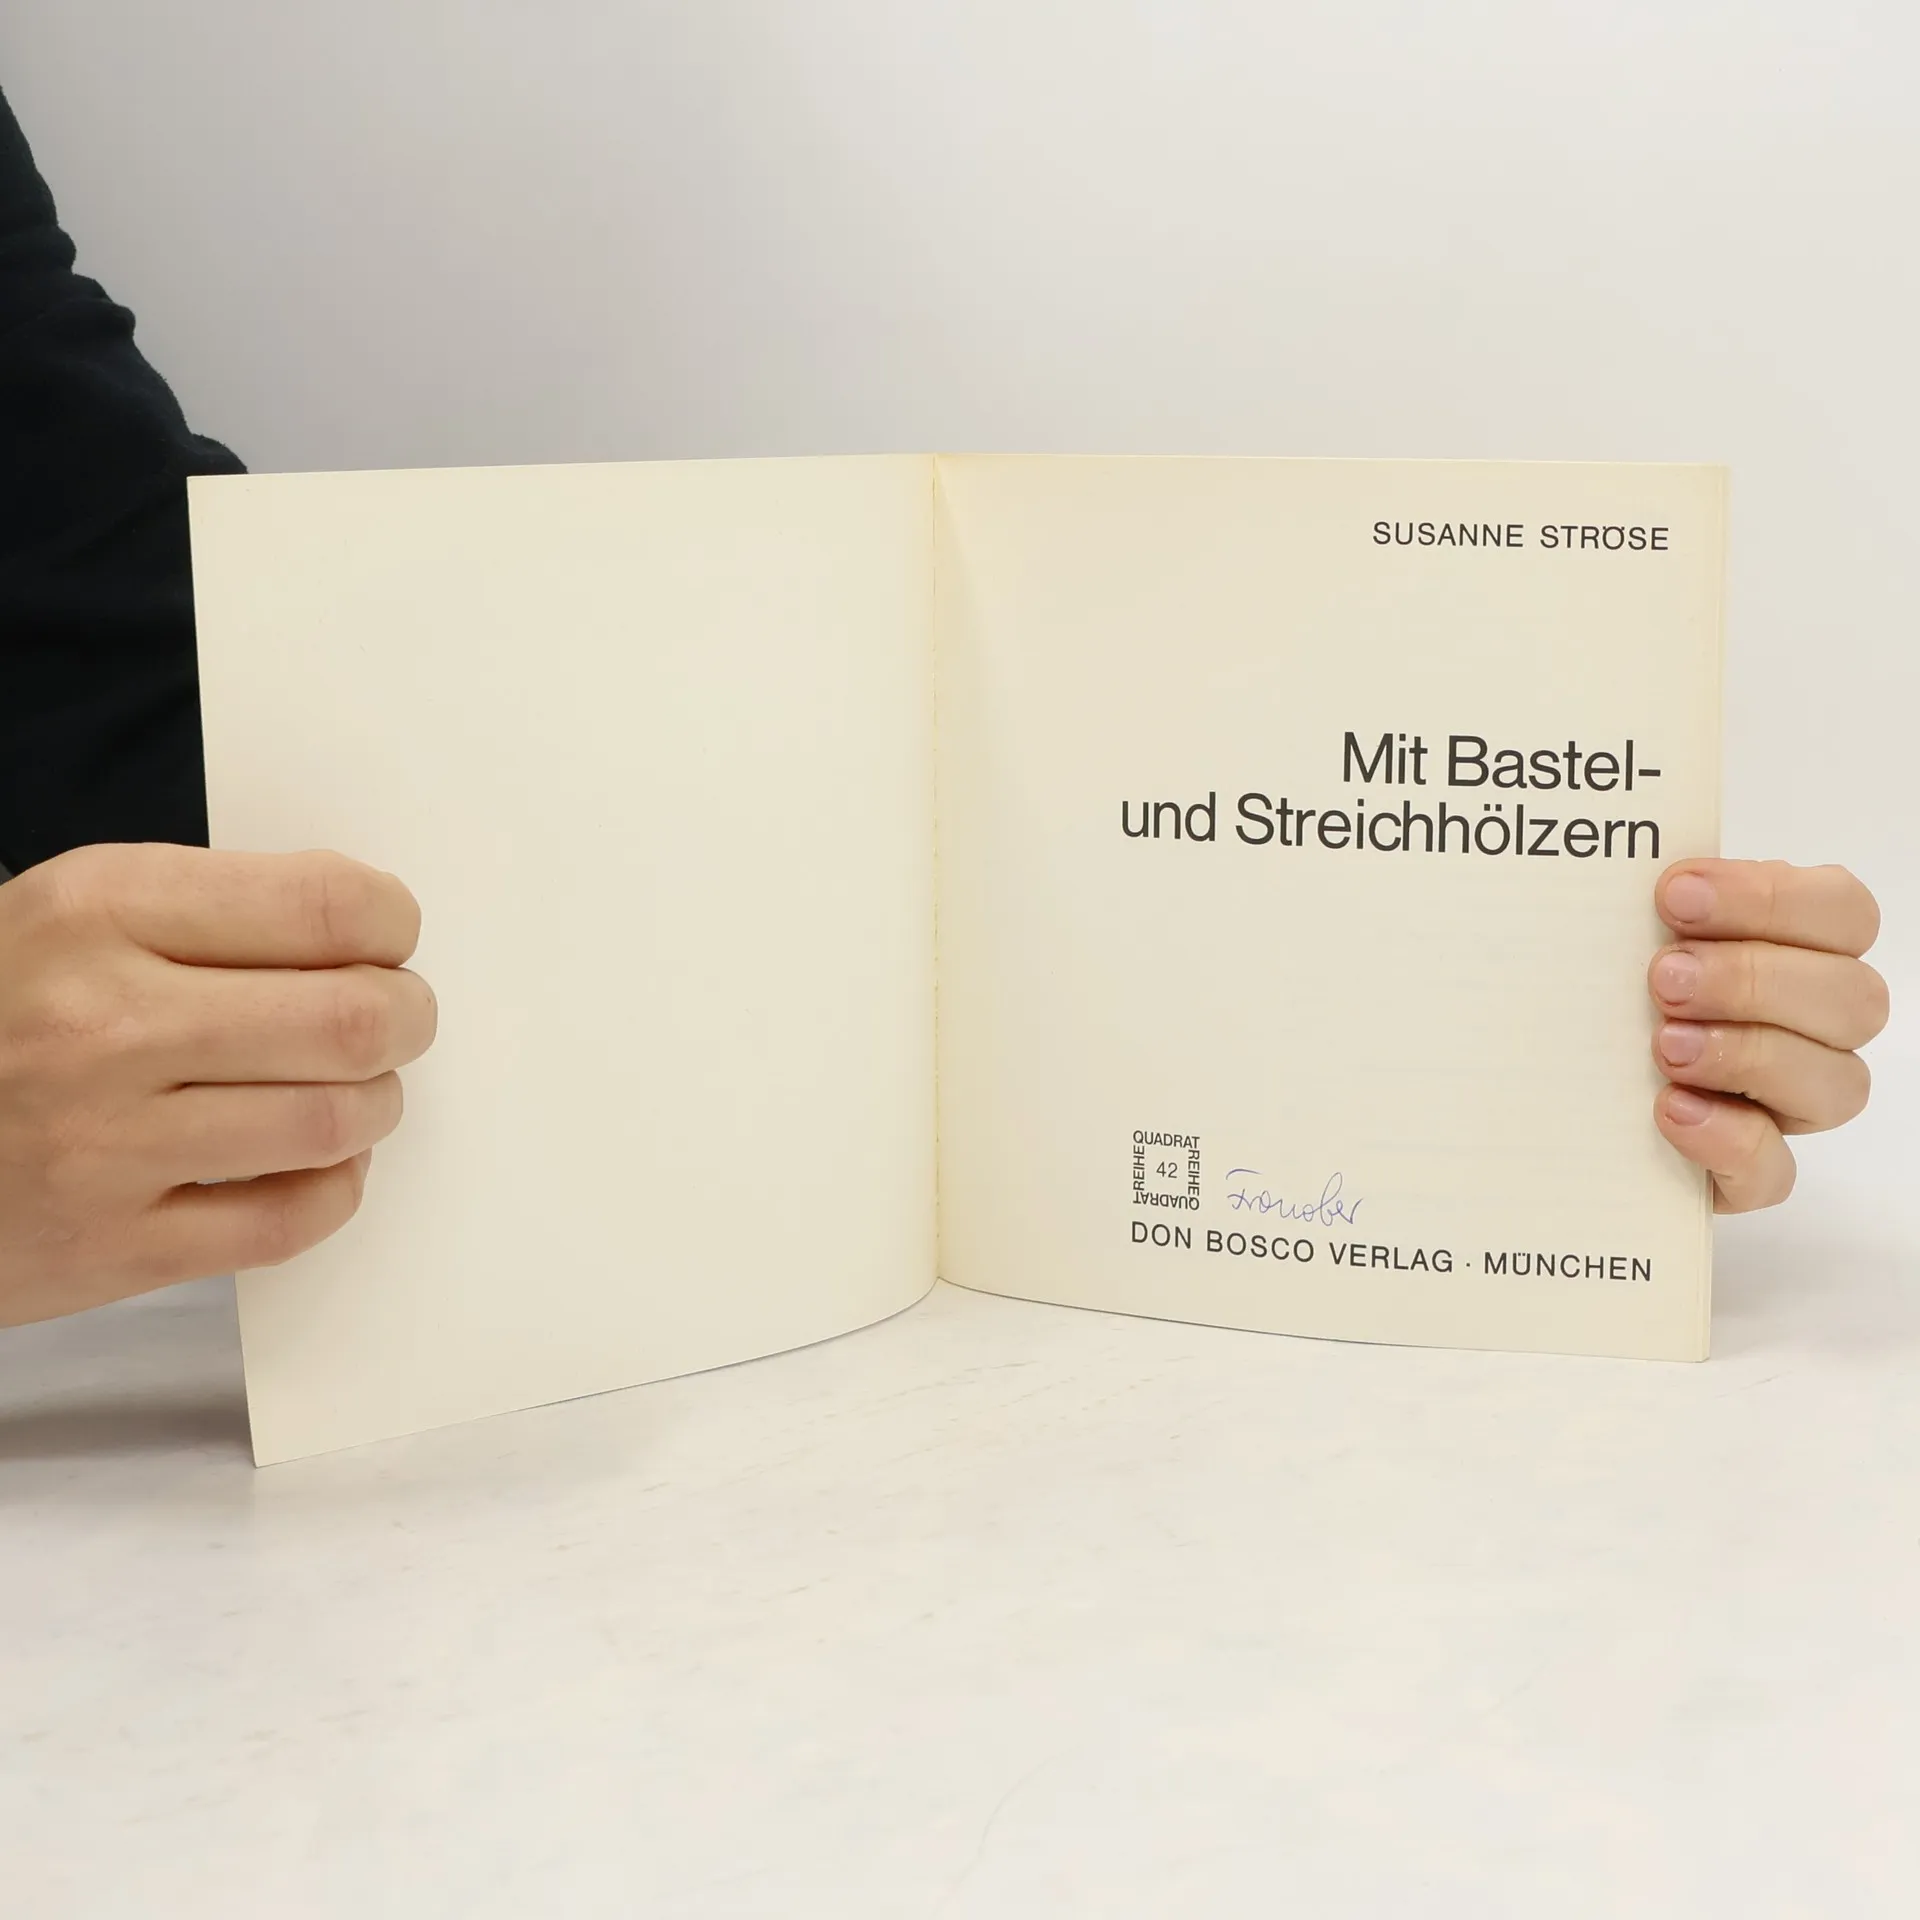 SUSANNE STRÖSE
Mit Bastel-
und Streichhölzern
QUADRAT
REIHE
42
REIHE
QUADRAT
DON BOSCO VERLAG · MÜNCHEN